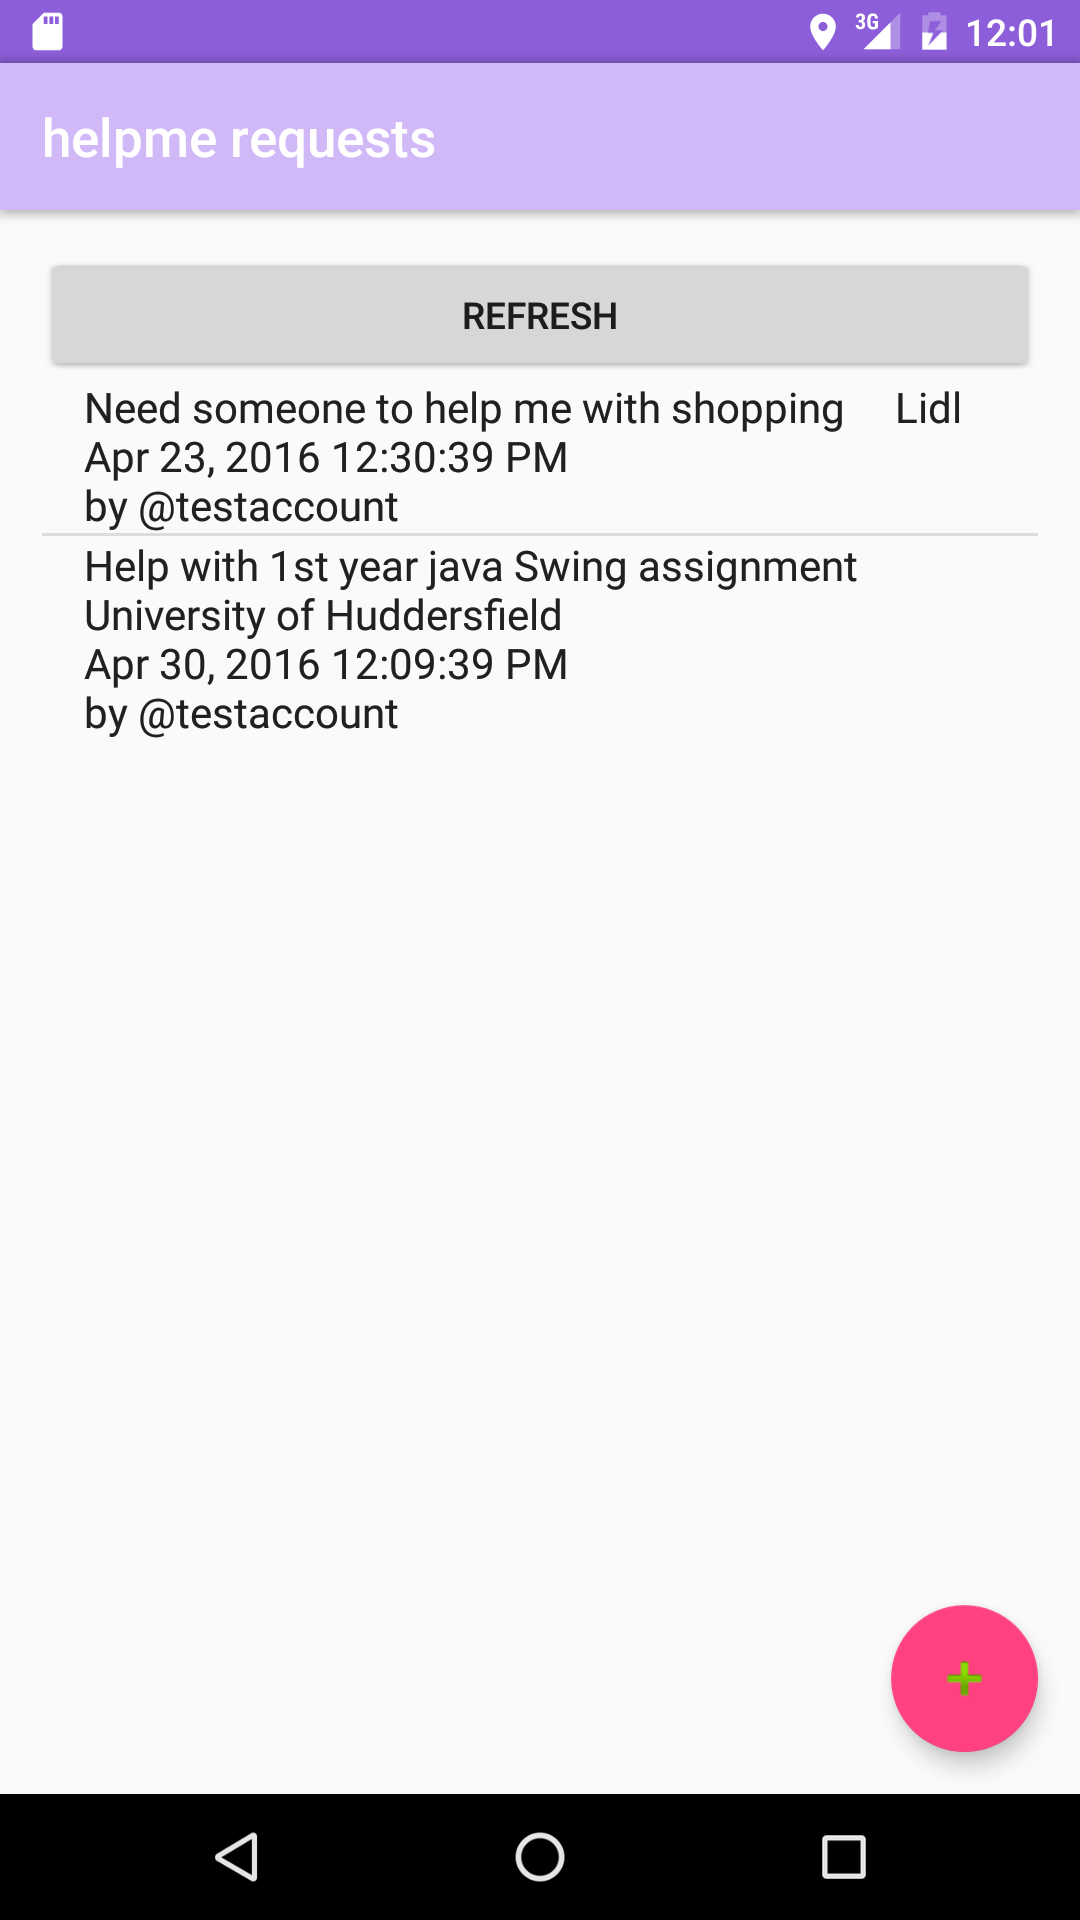 3G 12:01
helpme requests
REFRESH
Need someone to help me with shopping Lidl
Apr 23, 2016 12:30:39 PM
by @testaccount
Help with 1st year java Swing assignment
University of Huddersfield
Apr 30, 2016 12:09:39 PM
by @testaccount